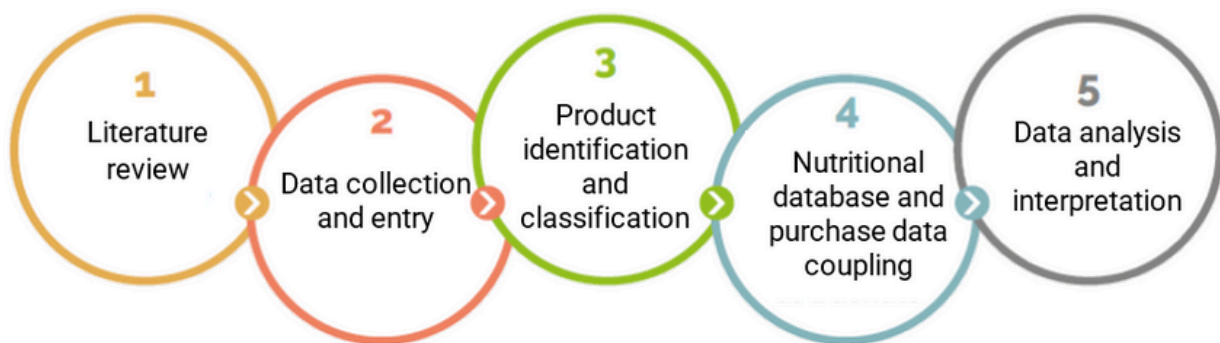 1
Literature
review
2
Data collection
and entry
3
Product
identification
and
classification
4
Nutritional
database and
purchase data
coupling
5
Data analysis
and
interpretation